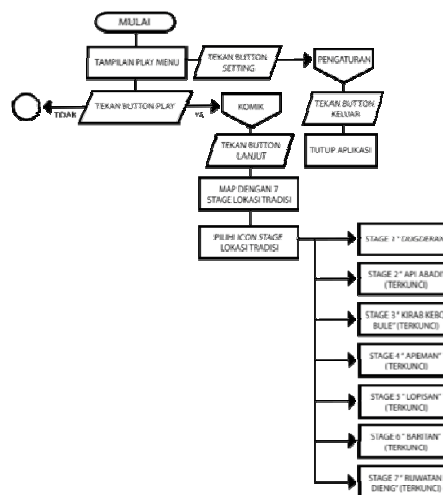 MULAI
TAMPILAN PLAY MENU
TEKAN BUTTON
SETTING
PENGATURAN
TEKAN BUTTON PLAY
TIDAK
YA
KOMIK
TEKAN BUTTON
KELUAR
TEKAN BUTTON
LANJUT
TUTUP APLIKASI
MAP DENGAN 7
STAGE LOKASI TRADISI
PILIH ICON STAGE
LOKASI TRADISI
STAGE 1 " DUGDERAN
STAGE 2 " API ABADI"
(TERKUNCI)
STAGE 3 " KIRAB KEBO
BULE" (TERKUNCI)
STAGE 4 " APEMAN"
(TERKUNCI)
STAGE 5 " LOPISAN"
(TERKUNCI)
STAGE 6 " BARITAN"
(TERKUNCI)
STAGE 7 " RUWATAN
DIENG" (TERKUNCI)